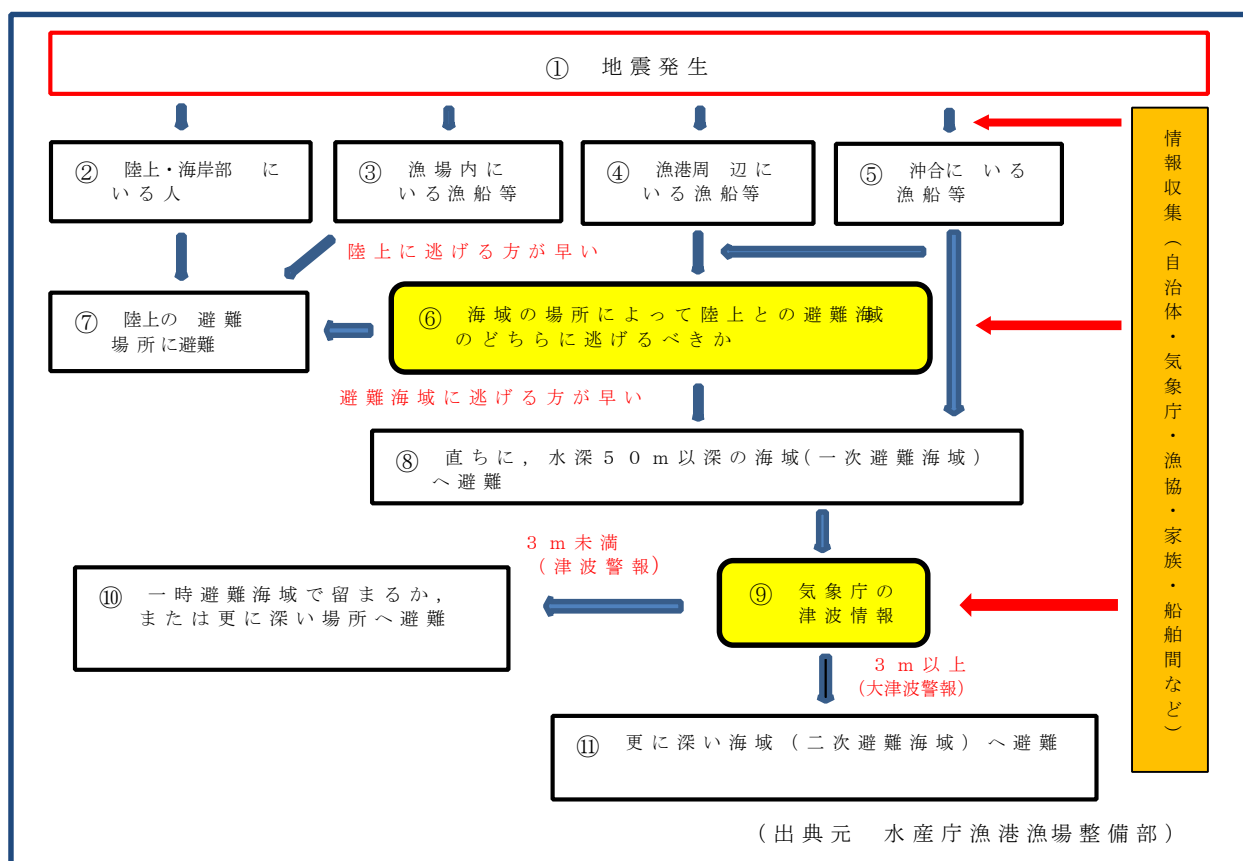 ① 地震発生
② 陸上・海岸部 に
いる人
③ 漁場内に
いる漁船等
④ 漁港周 辺に
いる漁船等
⑤ 沖合に いる
漁船等
陸上に逃げる方が早い
⑥ 海域の場所によって陸上との避難海域
のどちらに逃げるべきか
⑦ 陸上の 避難
場所に避難
避難海域に逃げる方が早い
⑧ 直ちに，水深５０ｍ以深の海域(一次避難海域)
へ避難
３ｍ未満
(津波警報)
⑨ 気象庁の
津波情報
⑩ 一時避難海域で留まるか，
または更に深い場所へ避難
３ｍ以上
(大津波警報)
⑪ 更に深い海域（二次避難海域）へ避難
情報収集（自治体・気象庁・漁協・家族・船舶間など）
(出典元 水産庁漁港漁場整備部)